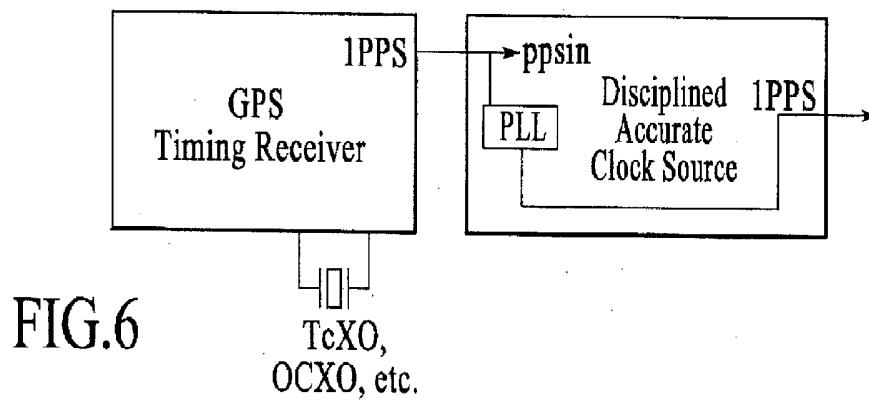 1PPS
GPS
Timing Receiver
ppsin
PLL
Disciplined
Accurate
Clock Source
1PPS
TcXO,
OCXO, etc.
FIG.6